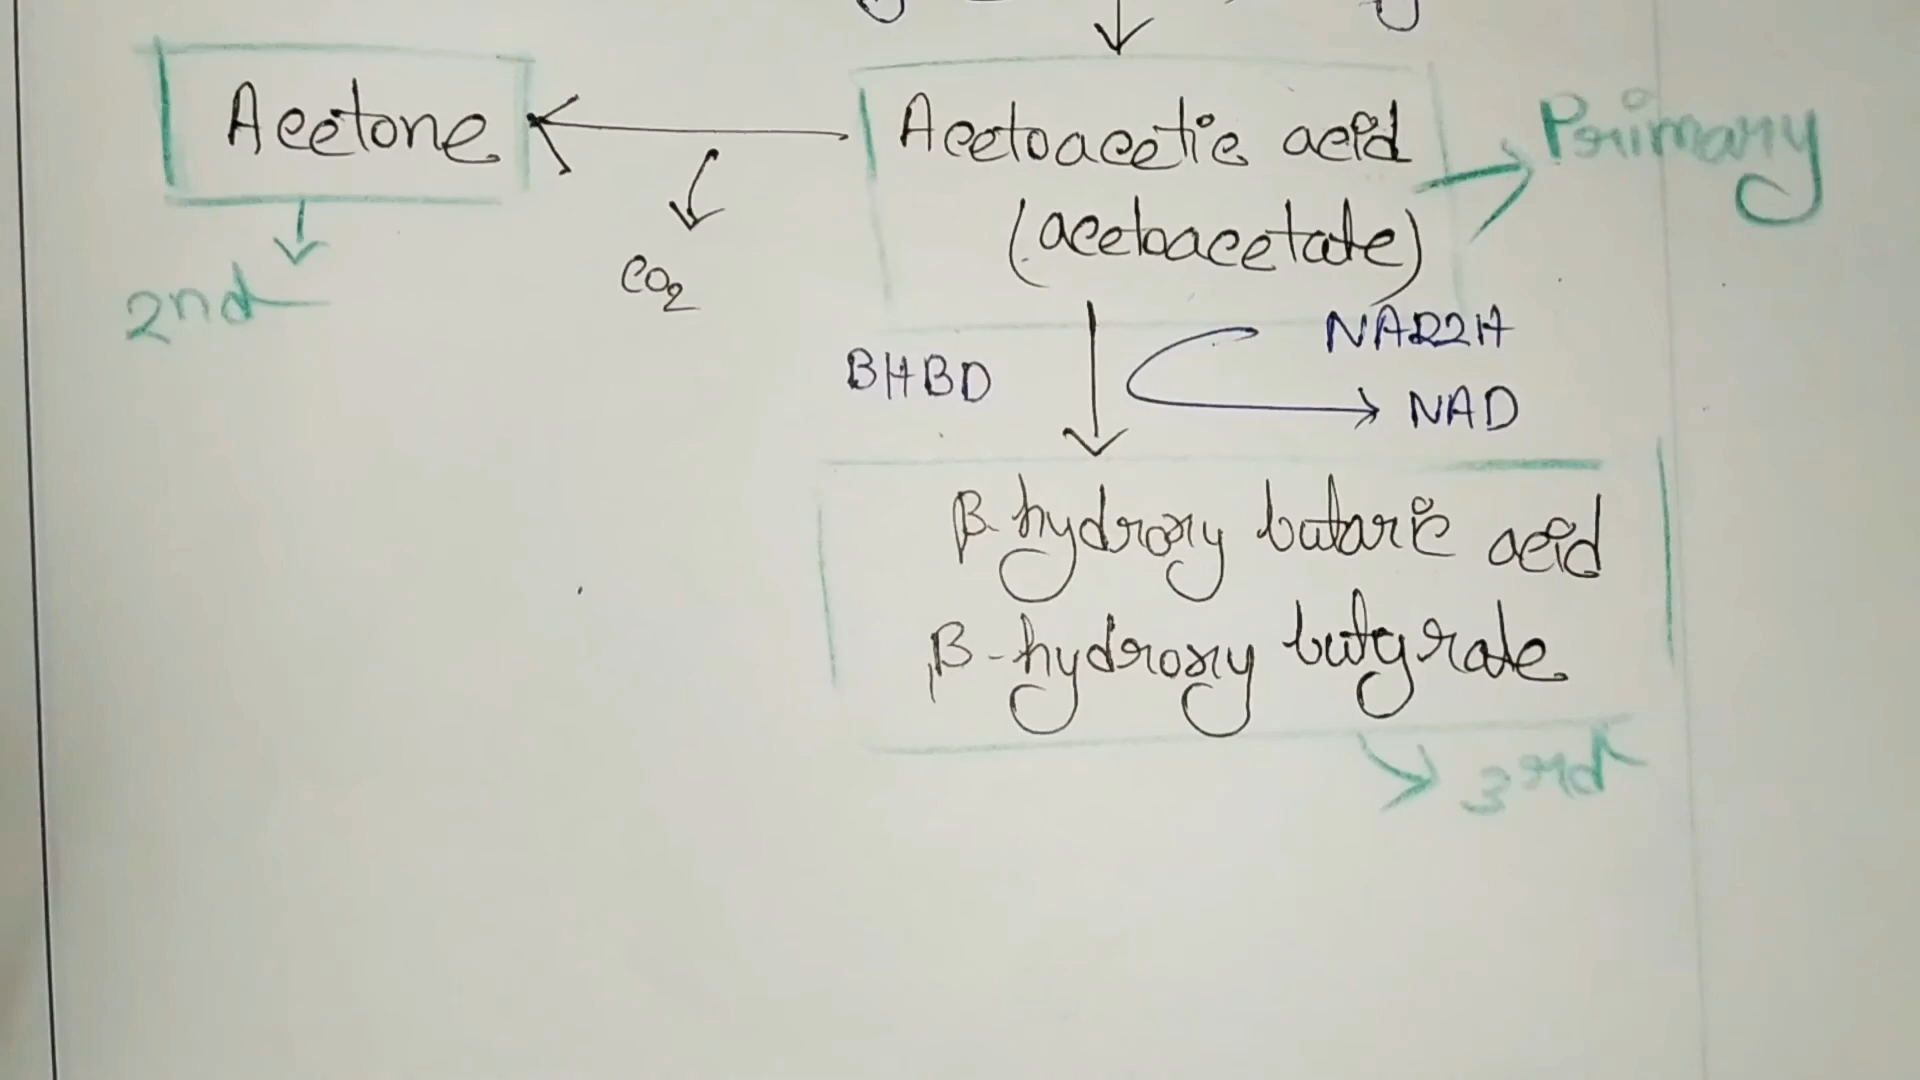 Acetone
Acetoacetic acid
(acetoacetate)
Primary
2nd
CO2
BHBD
NAD2H
NAD
β-hydroxy butaric acid
β-hydroxy butyrate
3rd